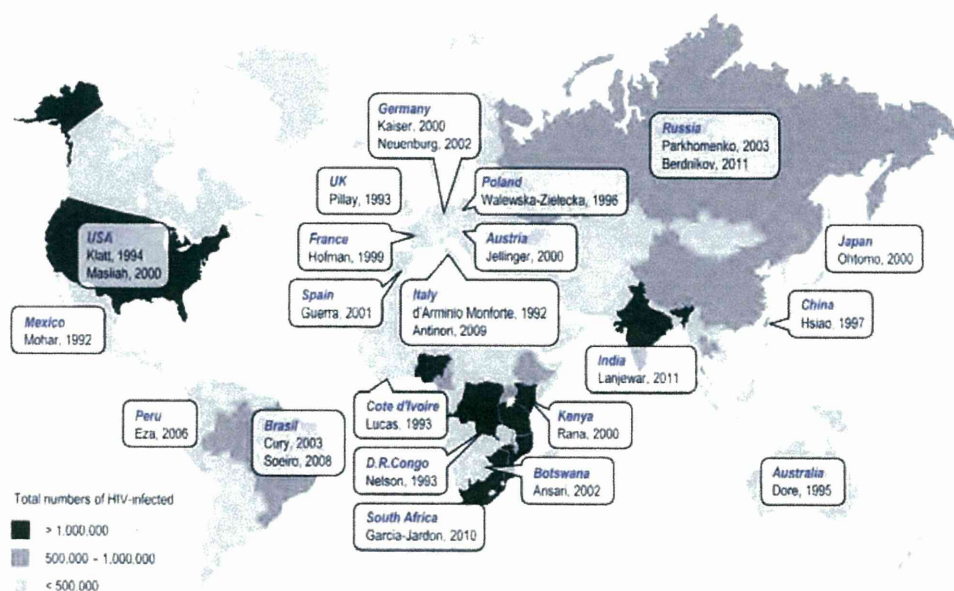 Germany
Kaiser, 2000
Neuenburg, 2002
Russia
Parkhomenko, 2003
Berdnikov, 2011
UK
Pillay, 1993
Poland
Walewska-Zielecka, 1996
USA
Klatt, 1994
Masliah, 2000
France
Hofman, 1999
Austria
Jellinger, 2000
Japan
Ohtomo, 2000
Spain
Guerra, 2001
Italy
d'Arminio Monforte, 1992
Antinori, 2009
China
Hsiao, 1997
Mexico
Mohar, 1992
India
Lanjewar, 2011
Cote d'Ivoire
Lucas, 1993
Kenya
Rana, 2000
Peru
Eza, 2006
Brasil
Cury, 2003
Soeiro, 2008
D.R.Congo
Nelson, 1993
Botswana
Ansari, 2002
Australia
Dore, 1995
South Africa
Garcia-Jardon, 2010
Total numbers of HIV-infected
> 1.000.000
500.000 - 1.000.000
< 500.000